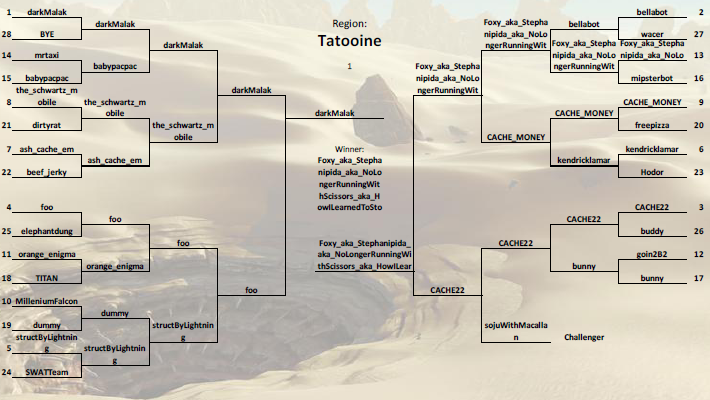 Region:
Tatooine
1
1 darkMalak
28 BYE
14 mrtaxi
15 babypacpac
8 the_schwartz_m
obile
21 dirtyrat
7 ash_cache_em
22 beef_jerky
4 foo
25 elephantdung
11 orange_enigma
18 TITAN
10 MilleniumFalcon
19 dummy
5 structByLightnin
g
24 SWATTeam
darkMalak
babypacpac
the_schwartz_m
obile
ash_cache_em
foo
orange_enigma
dummy
structByLightnin
g
darkMalak
the_schwartz_m
obile
foo
structByLightnin
g
darkMalak
foo
darkMalak
Winner:
Foxy_aka_Stepha
nipida_aka_NoLo
ngerRunningWit
hScissors_aka_H
owILearnedToSto
Foxy_aka_Stephanipida_
aka_NoLongerRunningWi
thScissors_aka_HowILear
Foxy_aka_Stepha
nipida_aka_NoLo
ngerRunningWit
CACHE22
Foxy_aka_Stepha
nipida_aka_NoLo
ngerRunningWit
CACHE_MONEY
CACHE22
sojuWithMacalla
n
Challenger
bellabot
Foxy_aka_Stepha
nipida_aka_NoLo
ngerRunningWit
CACHE_MONEY
kendricklamar
CACHE22
bunny
bellabot 2
wacer 27
Foxy_aka_Stepha
nipida_aka_NoLo 13
mipsterbot 16
CACHE_MONEY 9
freepizza 20
kendricklamar 6
Hodor 23
CACHE22 3
buddy 26
goin2B2 12
bunny 17